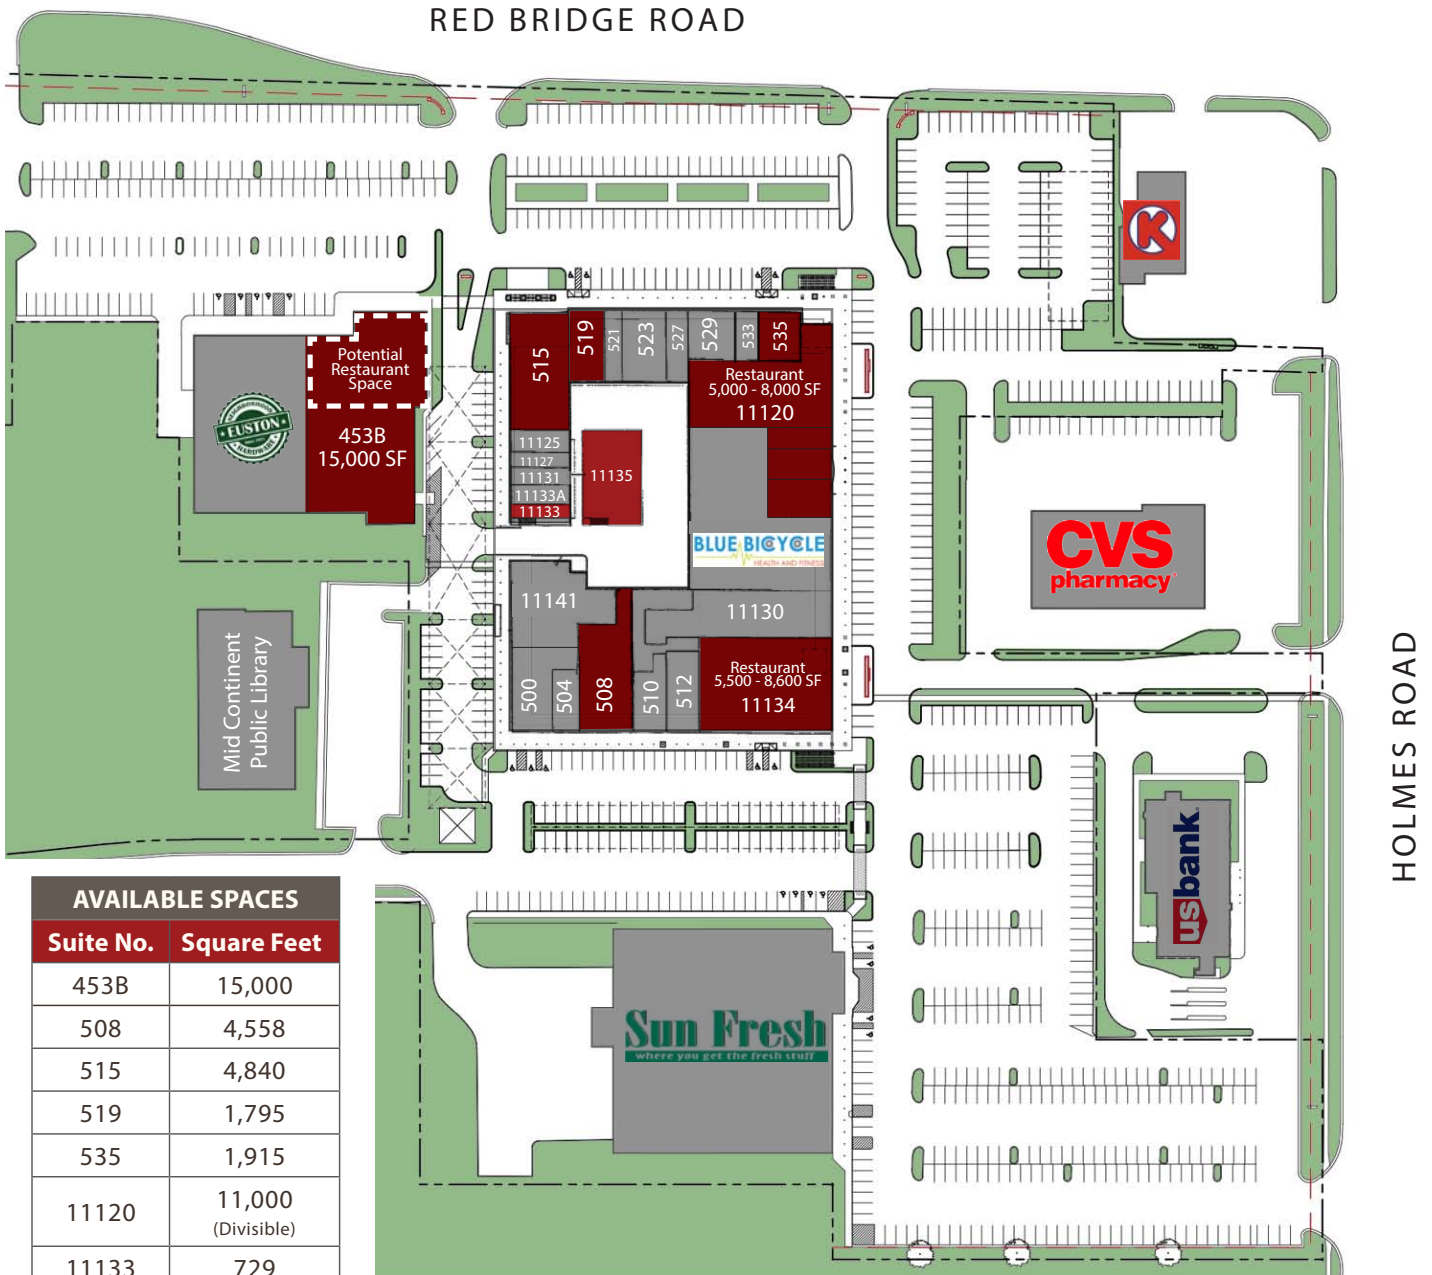 RED BRIDGE ROAD
K
515
519
521
523
527
529
533
535
Potential
Restaurant
Space
453B
15,000 SF
NEIGHBORHOOD
EUSTON
HARDWARE
Restaurant
5,000 - 8,000 SF
11120
11125
11127
11131
11133A
11133
11135
BLUE BICYCLE
HEALTH AND FITNESS
CVS
pharmacy
11141
11130
500
504
508
510
512
Restaurant
5,500 - 8,600 SF
11134
Mid Continent
Public Library
HOLMES ROAD
usbank
Sun Fresh
where you get the fresh stuff
AVAILABLE SPACES
Suite No. Square Feet
453B 15,000
508 4,558
515 4,840
519 1,795
535 1,915
11120 11,000
(Divisible)
11133 729